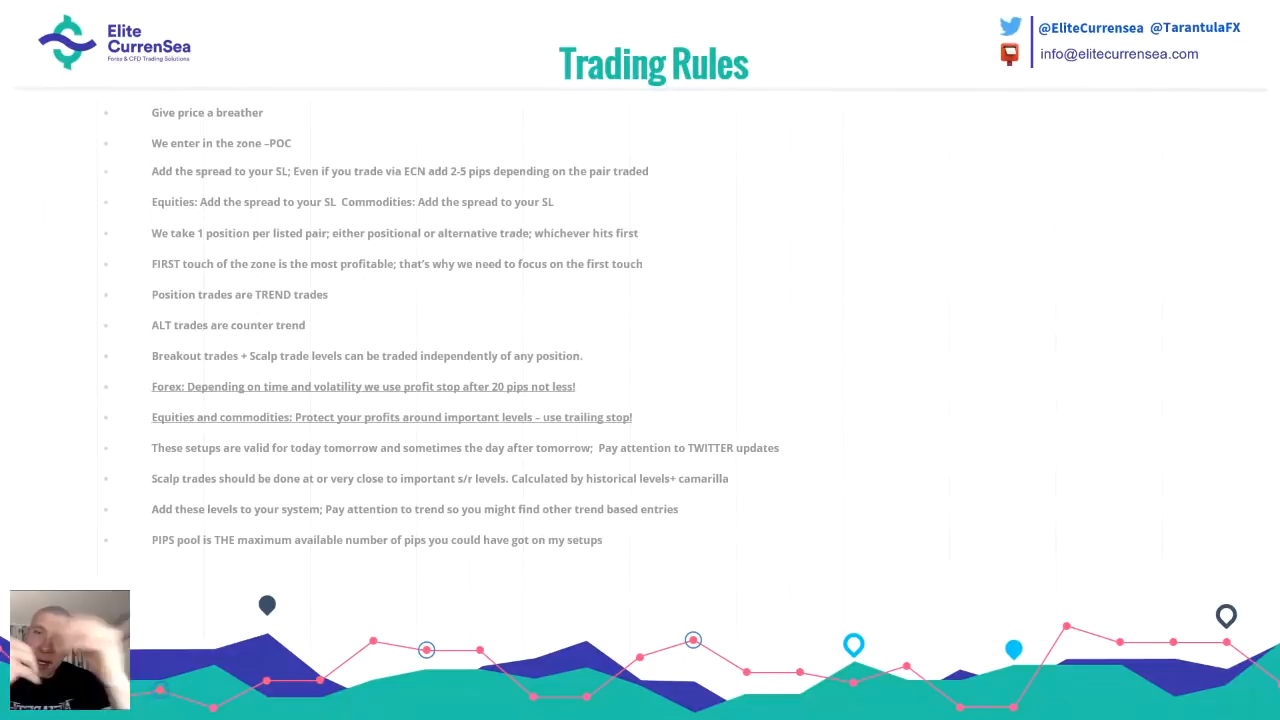 Elite
CurrenSea
Forex & CFD Trading Solutions
Trading Rules
@EliteCurrensea @TarantulaFX
info@elitecurrensea.com
Give price a breather
We enter in the zone –POC
Add the spread to your SL; Even if you trade via ECN add 2-5 pips depending on the pair traded
Equities: Add the spread to your SL Commodities: Add the spread to your SL
We take 1 position per listed pair; either positional or alternative trade; whichever hits first
FIRST touch of the zone is the most profitable; that's why we need to focus on the first touch
Position trades are TREND trades
ALT trades are counter trend
Breakout trades + Scalp trade levels can be traded independently of any position.
Forex: Depending on time and volatility we use profit stop after 20 pips not less!
Equities and commodities: Protect your profits around important levels – use trailing stop!
These setups are valid for today tomorrow and sometimes the day after tomorrow; Pay attention to TWITTER updates
Scalp trades should be done at or very close to important s/r levels. Calculated by historical levels+ camarilla
Add these levels to your system; Pay attention to trend so you might find other trend based entries
PIPS pool is THE maximum available number of pips you could have got on my setups